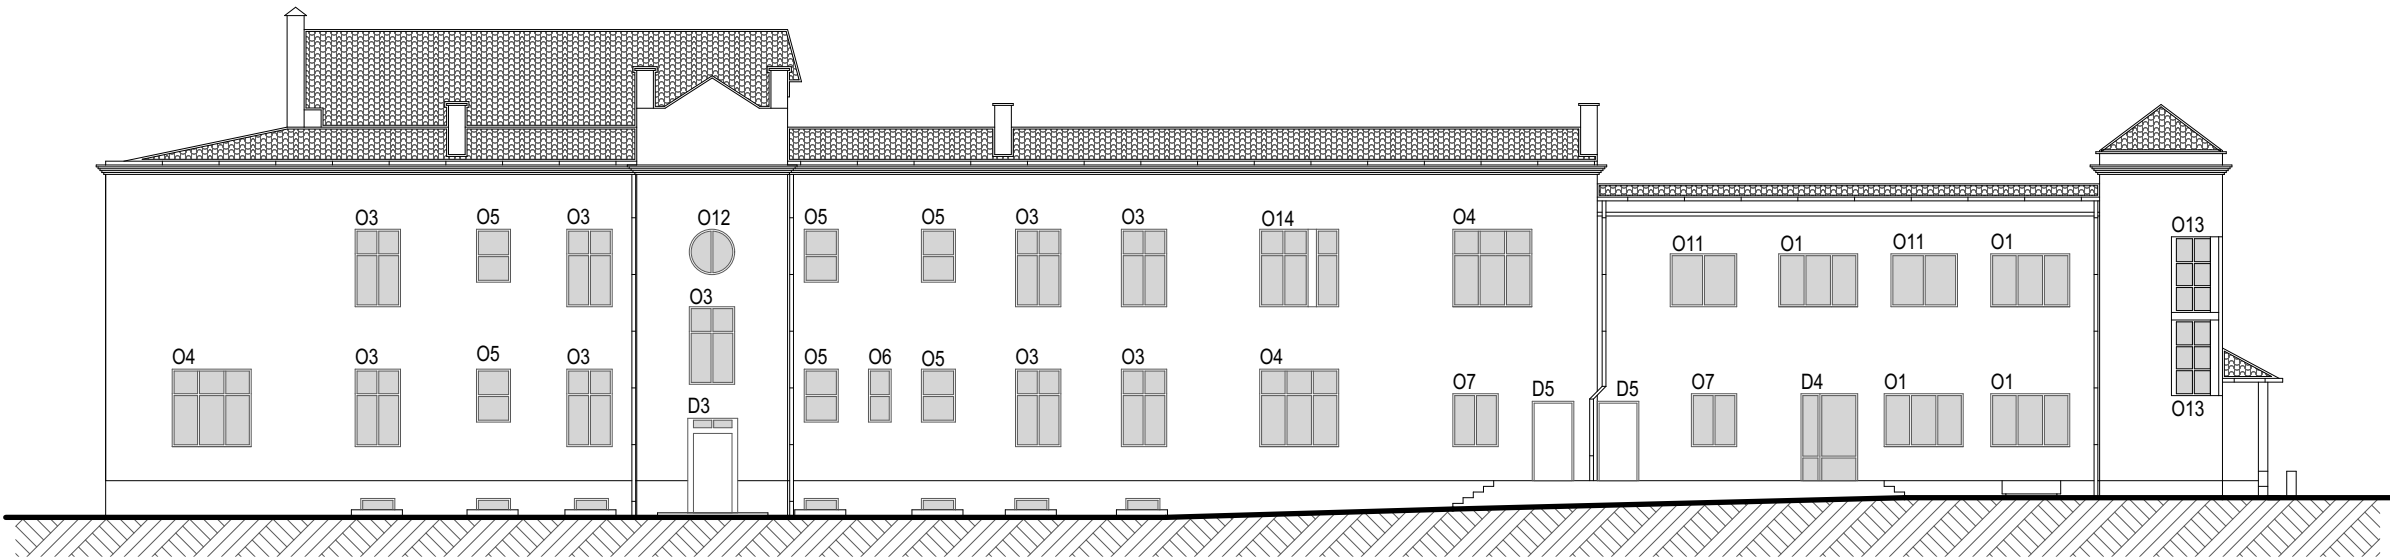 O3 O5 O3 O12 O5 O5 O3 O3 O14 O4 O13
O11 O1 O11 O1
O3
O4 O3 O5 O3 O5 O6 O5 O3 O3 O4
O7 D5 D5 O7 D4 O1 O1
D3 O13